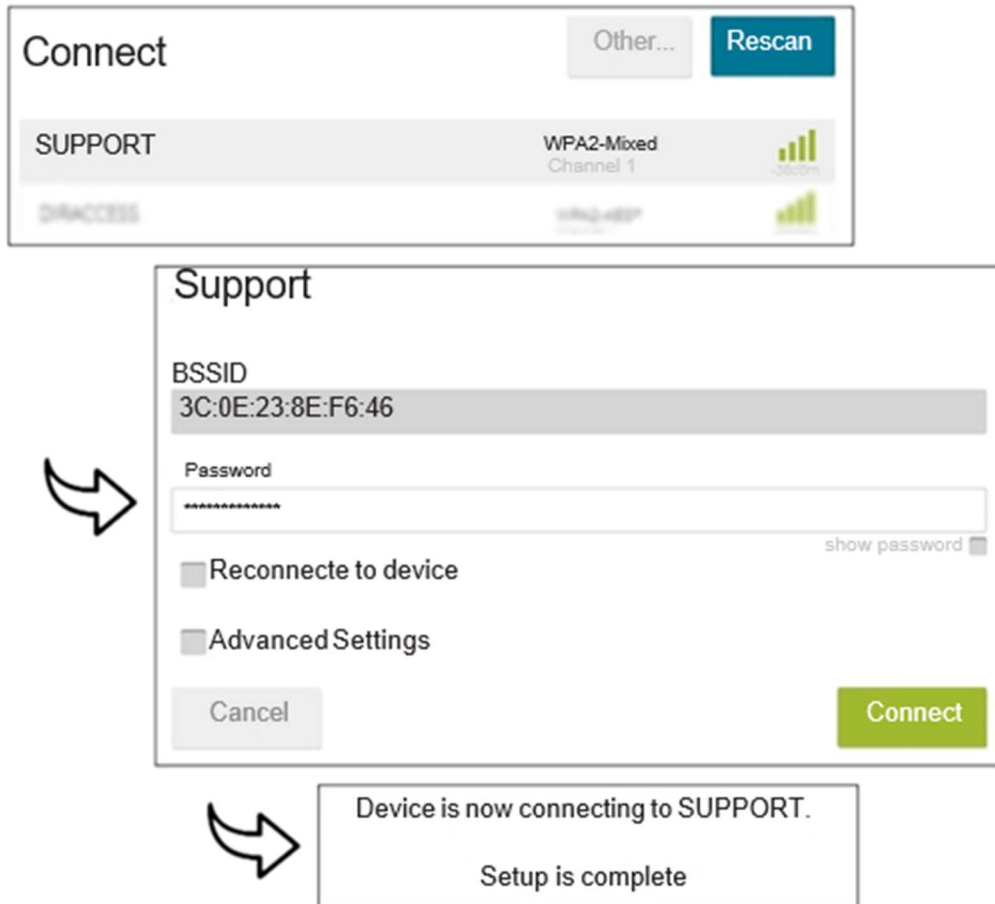 Connect
Other...
Rescan
SUPPORT
WPA2-Mixed
Channel 1
DIRACCESS
Support
BSSID
3C:0E:23:8E:F6:46
Password
*************
show password
Reconnecte to device
Advanced Settings
Cancel
Connect
Device is now connecting to SUPPORT.
Setup is complete